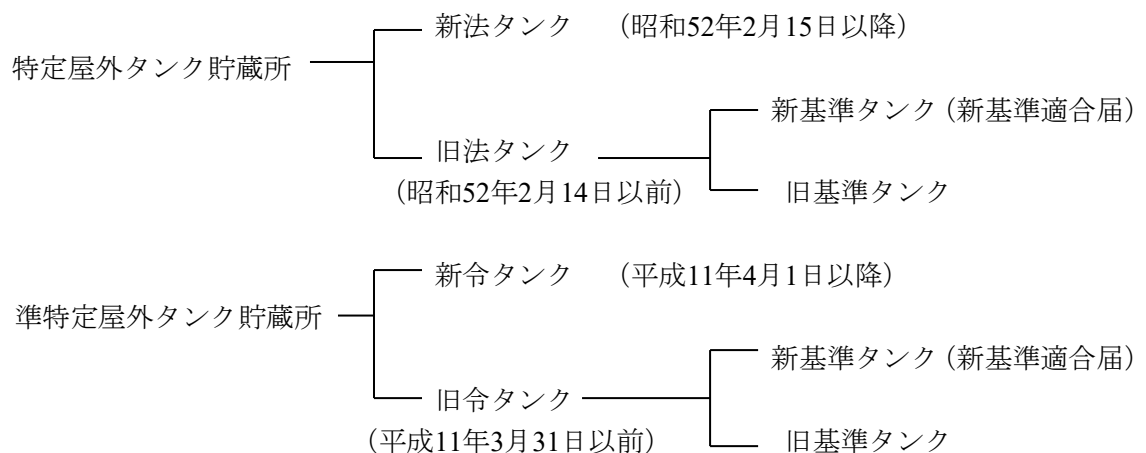 新法タンク （昭和52年2月15日以降）
特定屋外タンク貯蔵所
新基準タンク（新基準適合届）
旧法タンク
（昭和52年2月14日以前）
旧基準タンク
新令タンク （平成11年4月1日以降）
準特定屋外タンク貯蔵所
新基準タンク（新基準適合届）
旧令タンク
（平成11年3月31日以前）
旧基準タンク